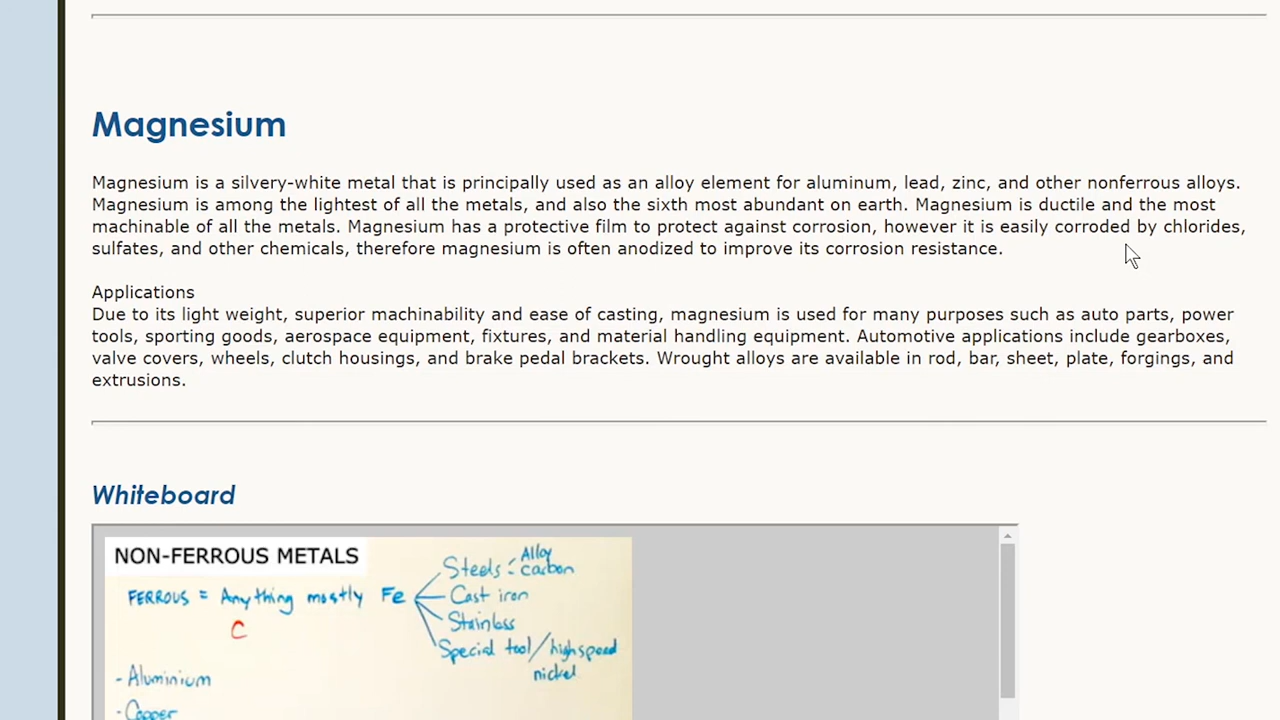 Magnesium
Magnesium is a silvery-white metal that is principally used as an alloy element for aluminum, lead, zinc, and other nonferrous alloys.
Magnesium is among the lightest of all the metals, and also the sixth most abundant on earth. Magnesium is ductile and the most
machinable of all the metals. Magnesium has a protective film to protect against corrosion, however it is easily corroded by chlorides,
sulfates, and other chemicals, therefore magnesium is often anodized to improve its corrosion resistance.
Applications
Due to its light weight, superior machinability and ease of casting, magnesium is used for many purposes such as auto parts, power
tools, sporting goods, aerospace equipment, fixtures, and material handling equipment. Automotive applications include gearboxes,
valve covers, wheels, clutch housings, and brake pedal brackets. Wrought alloys are available in rod, bar, sheet, plate, forgings, and
extrusions.
Whiteboard
NON-FERROUS METALS
Alloy
Steels : carbon
FERROUS = Anything mostly Fe
Cast iron
C
Stainless
Special tool/highspeed
nickel
- Aluminium
- Copper